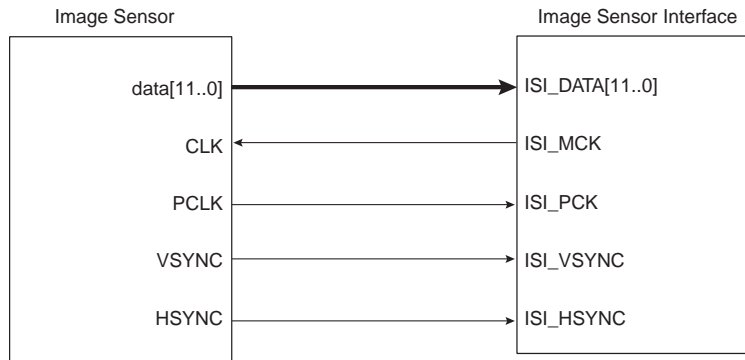 Image Sensor
Image Sensor Interface
data[11..0]
ISI_DATA[11..0]
CLK
ISI_MCK
PCLK
ISI_PCK
VSYNC
ISI_VSYNC
HSYNC
ISI_HSYNC